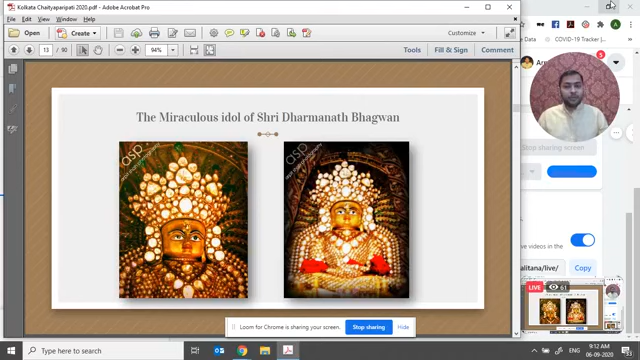 Kolkata Chaityaparipati 2020.pdf - Adobe Acrobat Pro
File Edit View Window Help
Open
Create
Customize
13 / 90
94%
Tools
Fill & Sign
Comment
The Miraculous idol of Shri Dharmanath Bhagwan
asp
asp
e Data
COVID-19 Tracker |
5
Stop sharing screen
videos in the
alitana/live/
Copy
LIVE
61
Loom for Chrome is sharing your screen.
Stop sharing
Hide
Type here to search
ENG
9:12 AM
06-09-2020